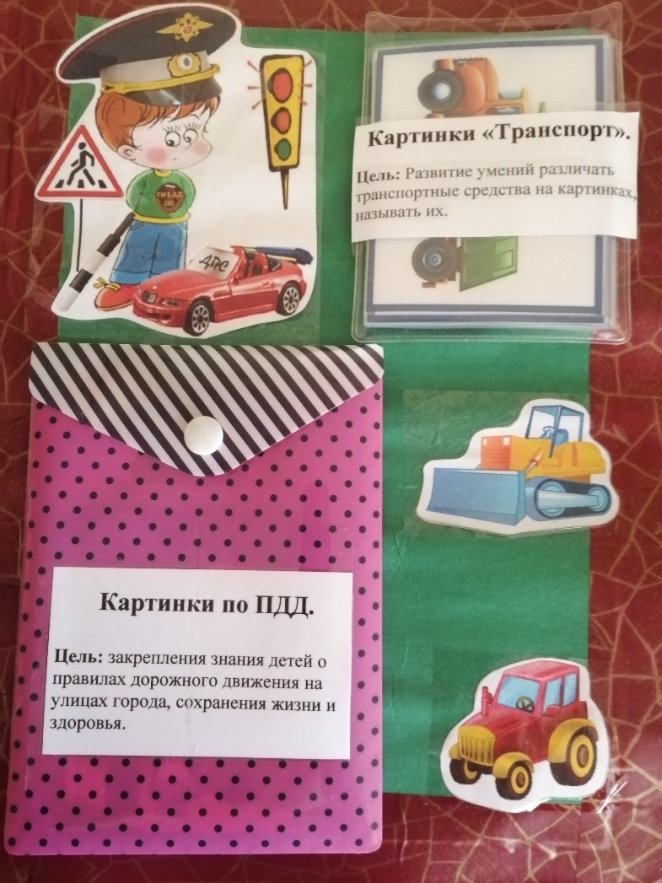 ГИБДД
ДПС
Картинки «Транспорт».
Цель: Развитие умений различать
транспортные средства на картинках,
называть их.
Картинки по ПДД.
Цель: закрепления знания детей о
правилах дорожного движения на
улицах города, сохранения жизни и
здоровья.